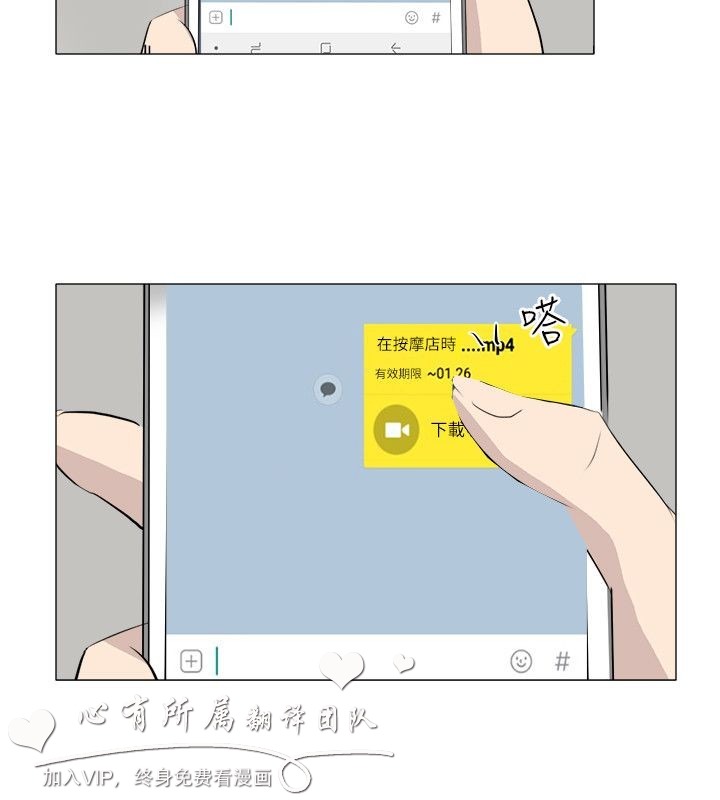 #
嗒
在按摩店時 ....mp4
有效期限 ~01.26
下載
#
心有所属翻译团队
加入VIP，终身免费看漫画